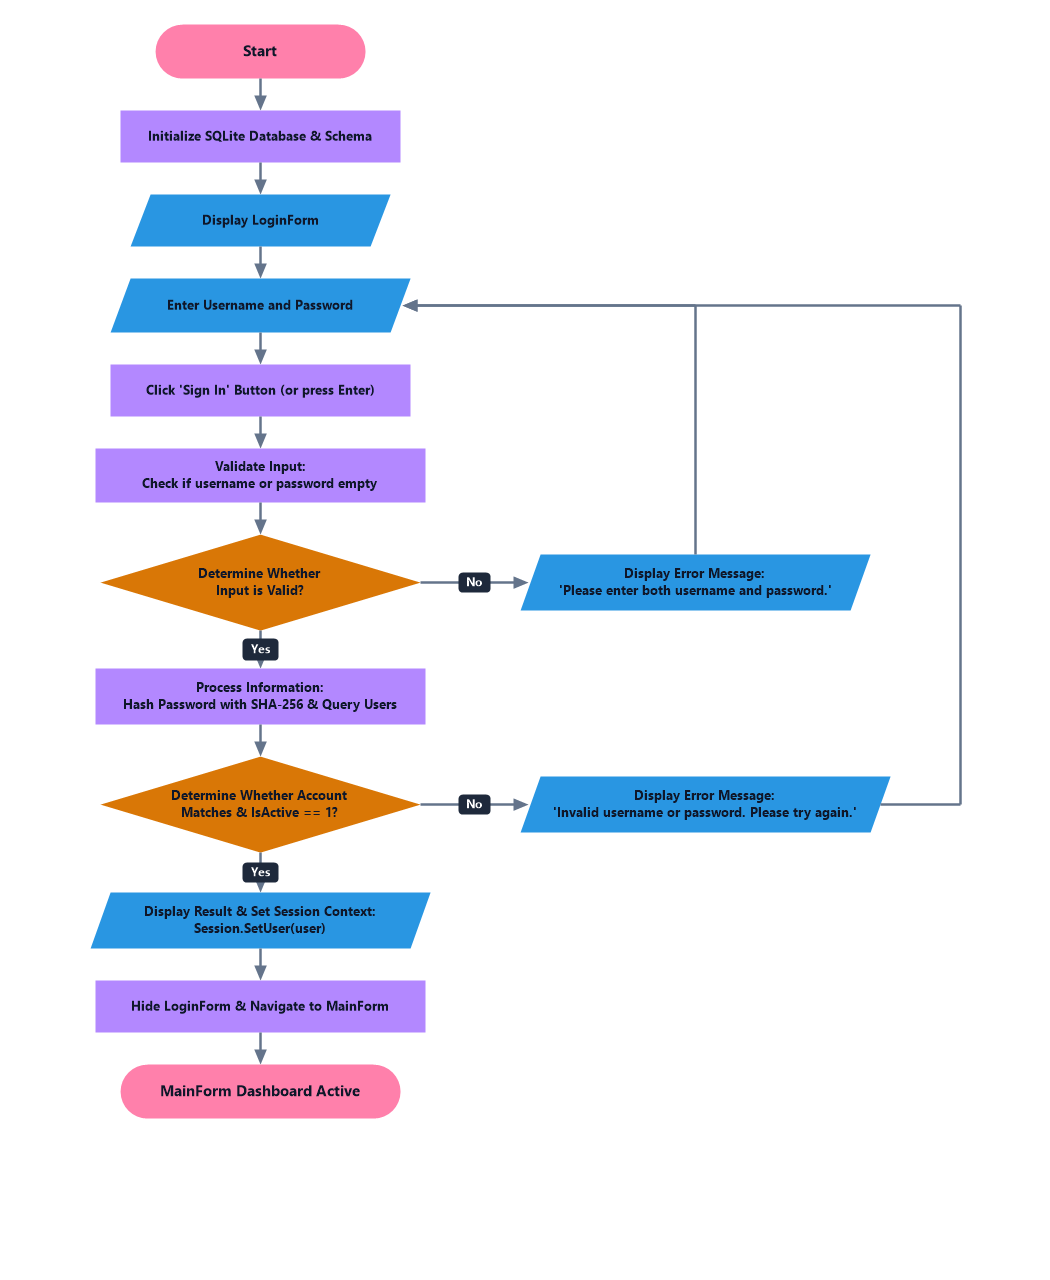 Start
Initialize SQLite Database & Schema
Display LoginForm
Enter Username and Password
Click 'Sign In' Button (or press Enter)
Validate Input:
Check if username or password empty
Determine Whether
Input is Valid?
No
Display Error Message:
'Please enter both username and password.'
Yes
Process Information:
Hash Password with SHA-256 & Query Users
Determine Whether Account
Matches & IsActive == 1?
No
Display Error Message:
'Invalid username or password. Please try again.'
Yes
Display Result & Set Session Context:
Session.SetUser(user)
Hide LoginForm & Navigate to MainForm
MainForm Dashboard Active